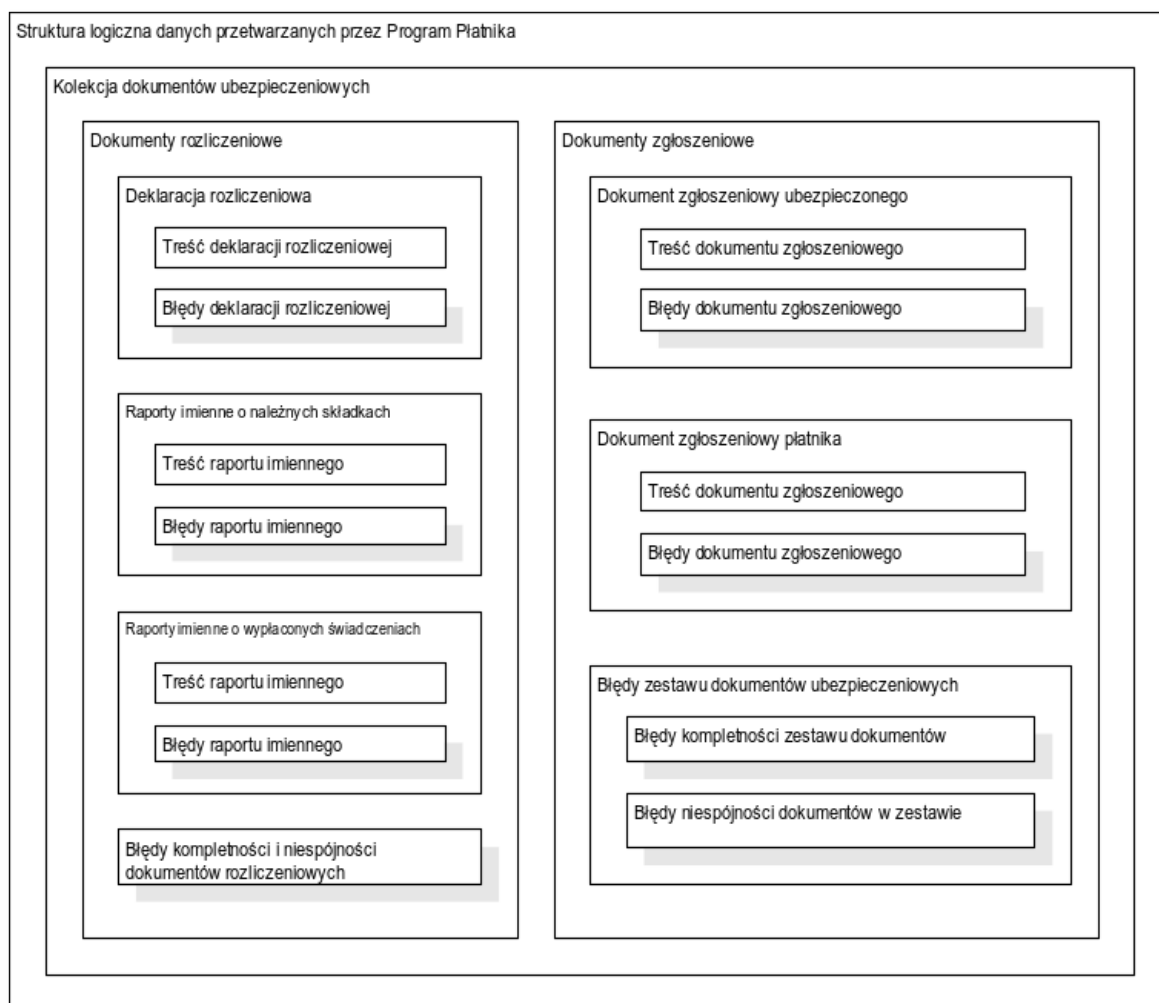 Struktura logiczna danych przetwarzanych przez Program Płatnika
Kolekcja dokumentów ubezpieczeniowych
Dokumenty rozliczeniowe
Deklaracja rozliczeniowa
Treść deklaracji rozliczeniowej
Błędy deklaracji rozliczeniowej
Raporty imienne o należnych składkach
Treść raportu imiennego
Błędy raportu imiennego
Raporty imienne o wypłaconych świadczeniach
Treść raportu imiennego
Błędy raportu imiennego
Błędy kompletności i niespójności
dokumentów rozliczeniowych
Dokumenty zgłoszeniowe
Dokument zgłoszeniowy ubezpieczonego
Treść dokumentu zgłoszeniowego
Błędy dokumentu zgłoszeniowego
Dokument zgłoszeniowy płatnika
Treść dokumentu zgłoszeniowego
Błędy dokumentu zgłoszeniowego
Błędy zestawu dokumentów ubezpieczeniowych
Błędy kompletności zestawu dokumentów
Błędy niespójności dokumentów w zestawie